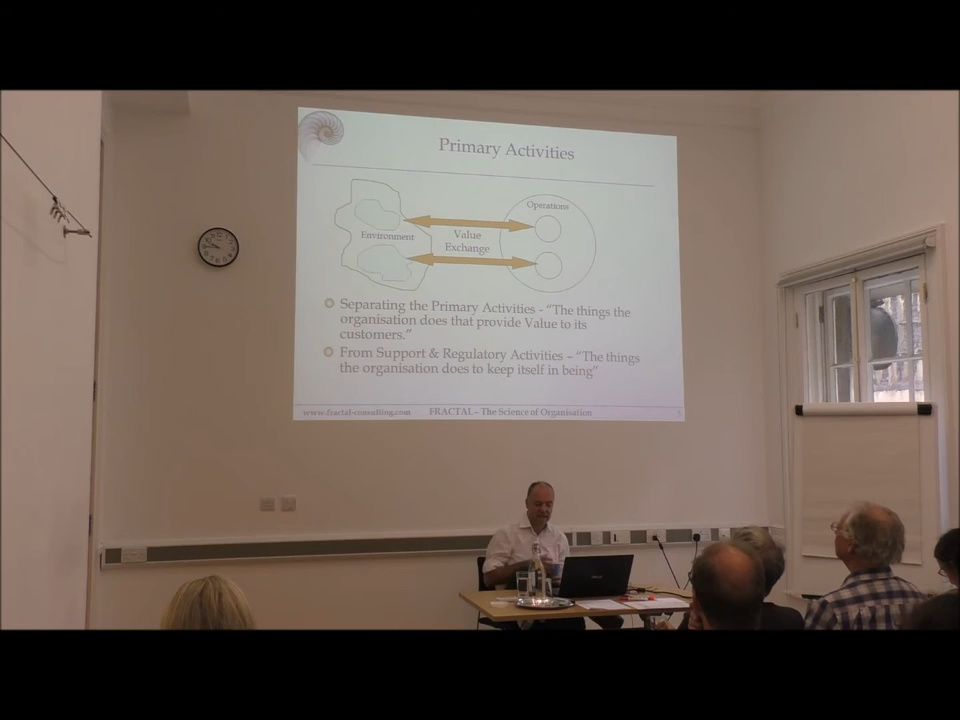 Primary Activities
Operations
Environment
Value
Exchange
Separating the Primary Activities - “The things the
organisation does that provide Value to its
customers.”
From Support & Regulatory Activities – “The things
the organisation does to keep itself in being”
www.fractal-consulting.com FRACTAL – The Science of Organisation 5